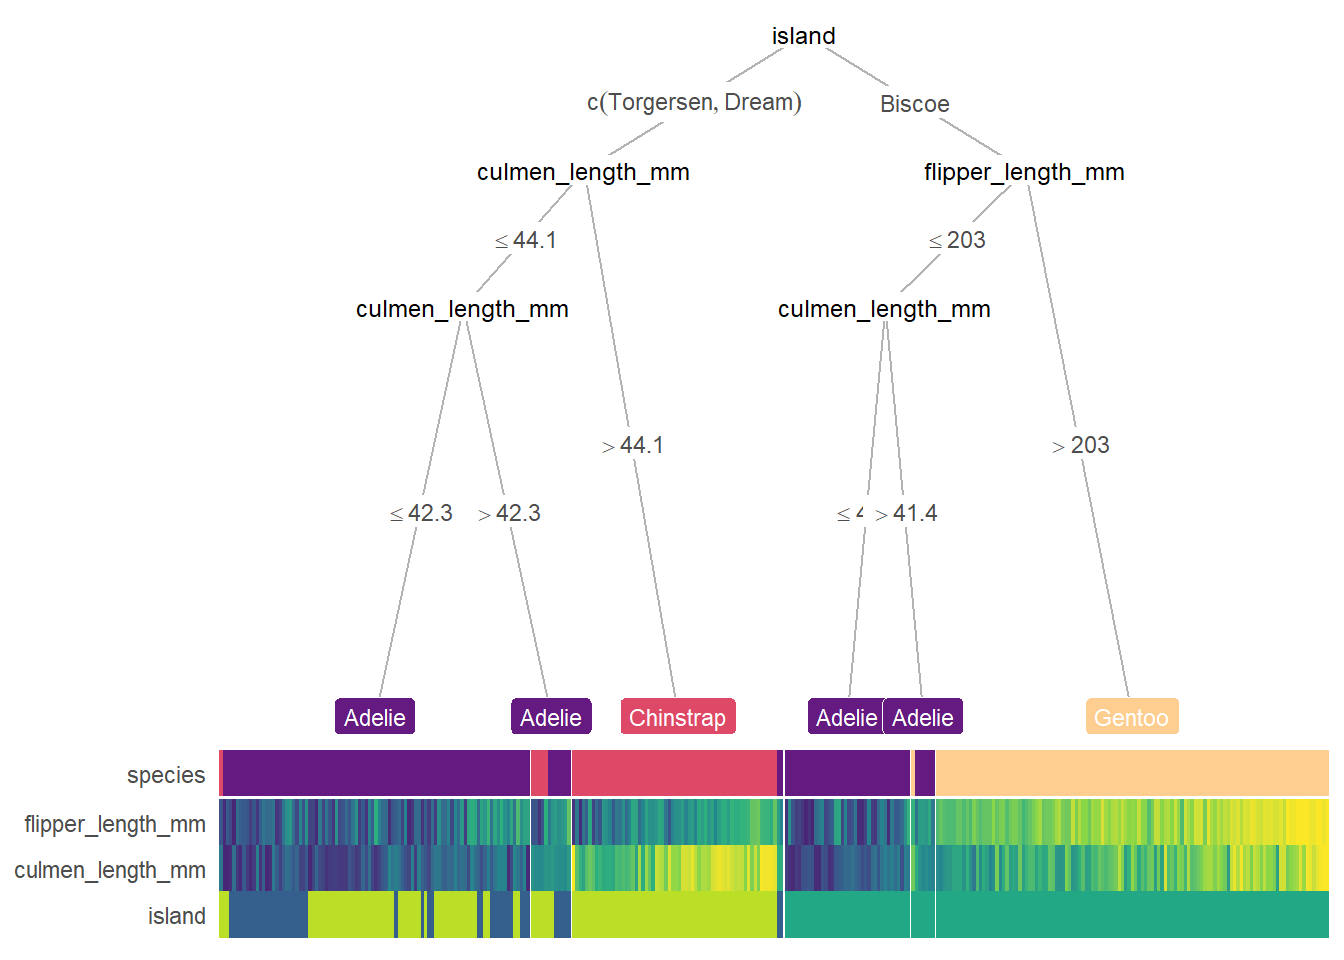 island
c(Torgersen, Dream)
Biscoe
culmen_length_mm
flipper_length_mm
≤ 44.1
≤ 203
culmen_length_mm
culmen_length_mm
> 44.1
> 203
≤ 42.3
> 42.3
≤
> 41.4
Adelie
Adelie
Chinstrap
Adelie
Adelie
Gentoo
species
flipper_length_mm
culmen_length_mm
island